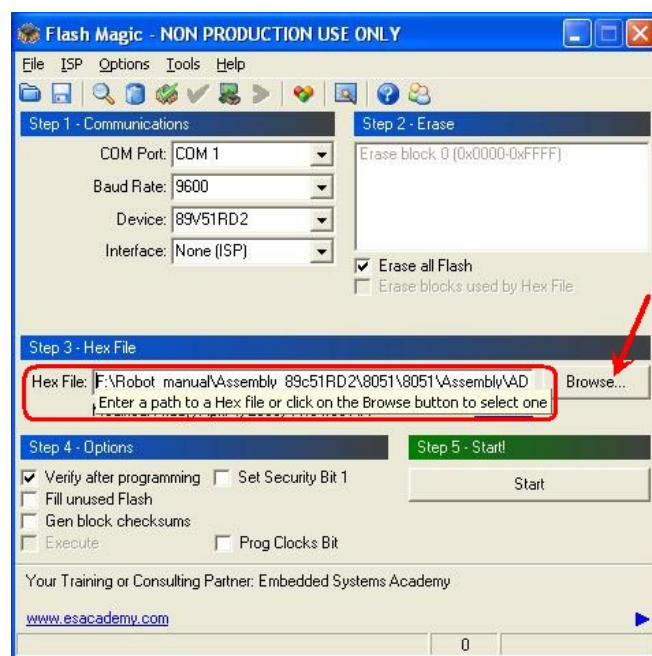 Flash Magic - NON PRODUCTION USE ONLY
File ISP Options Tools Help
Step 1 - Communications
COM Port: COM 1
Baud Rate: 9600
Device: 89V51RD2
Interface: None (ISP)
Step 2 - Erase
Erase block 0 (0x0000-0xFFFF)
Erase all Flash
Erase blocks used by Hex File
Step 3 - Hex File
Hex File: F:\Robot manual\Assembly 89c51RD2\8051\8051\Assembly\AD Browse...
Enter a path to a Hex file or click on the Browse button to select one
Step 4 - Options
Verify after programming Set Security Bit 1
Fill unused Flash
Gen block checksums
Execute Prog Clocks Bit
Step 5 - Start!
Start
Your Training or Consulting Partner: Embedded Systems Academy
www.esacademy.com
0